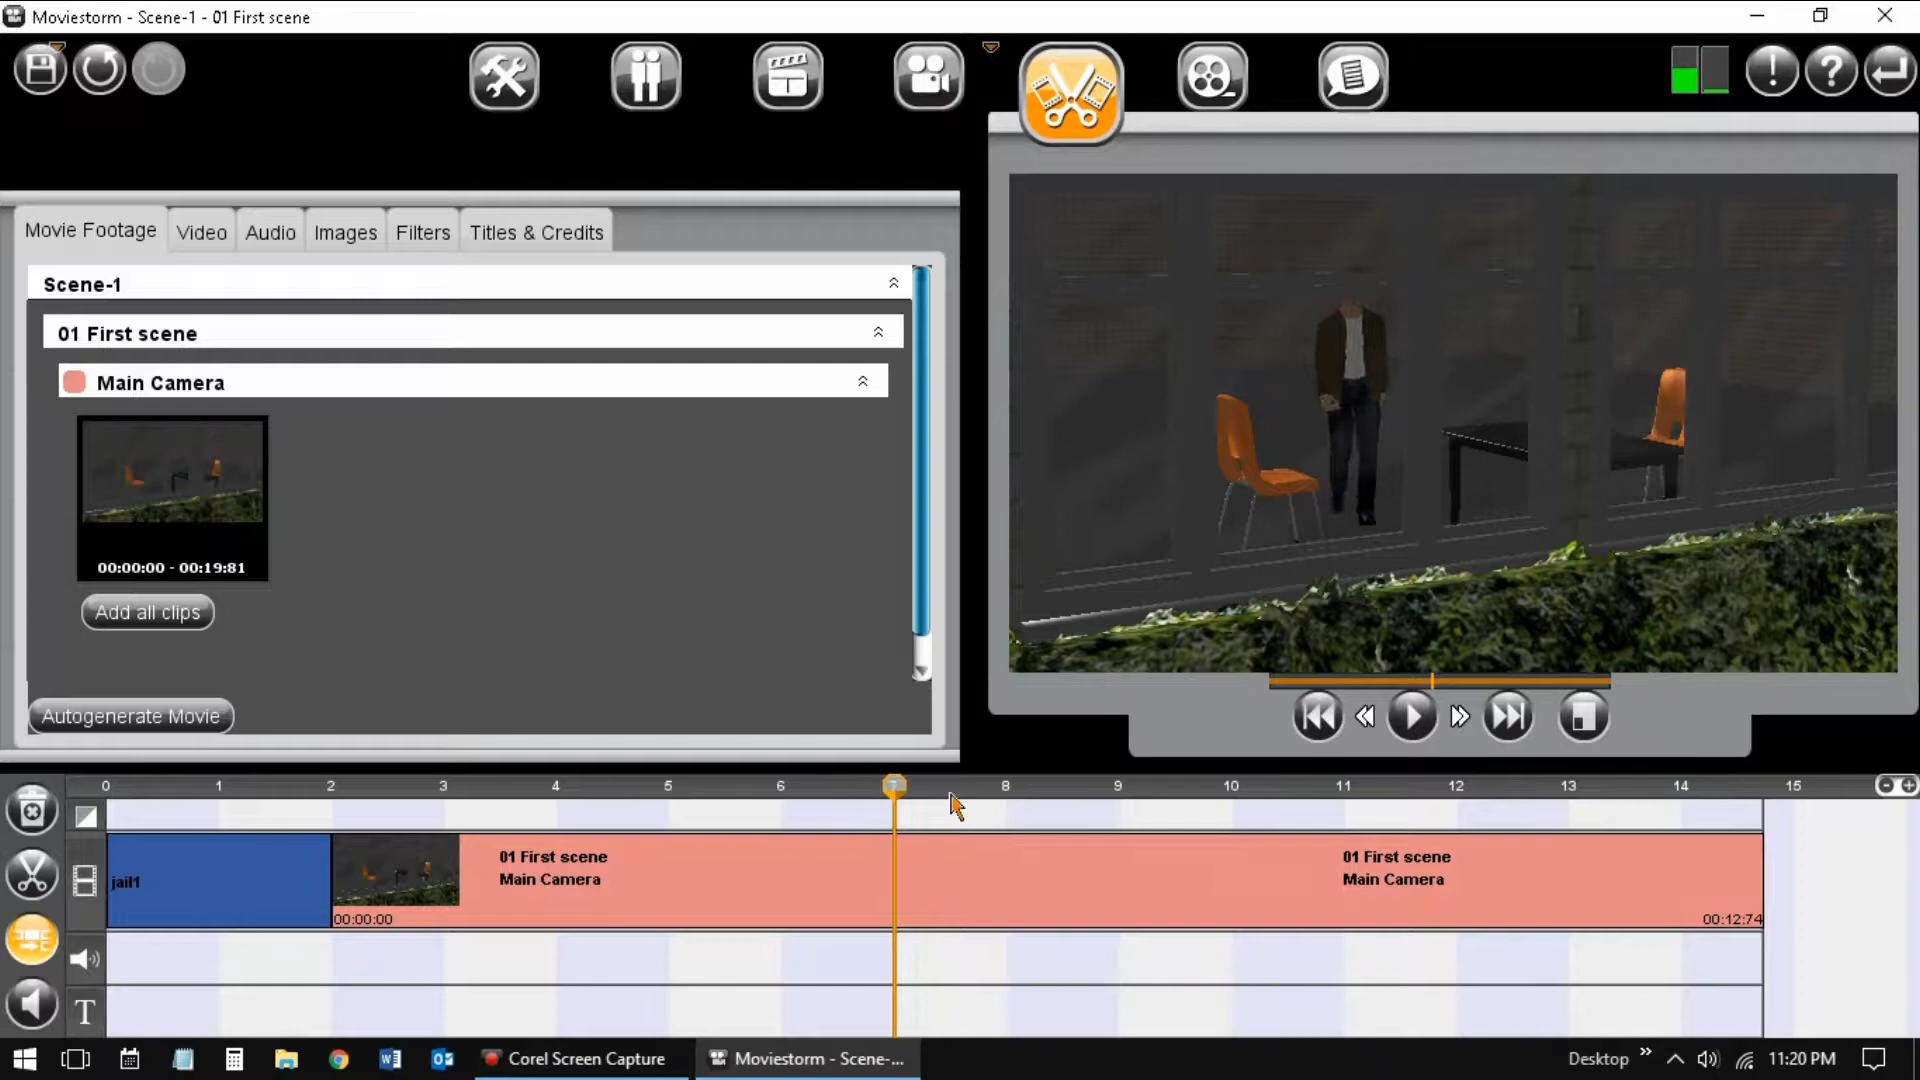 Moviestorm - Scene-1 - 01 First scene
Movie Footage Video Audio Images Filters Titles & Credits
Scene-1
01 First scene
Main Camera
00:00:00 - 00:19:81
Add all clips
Autogenerate Movie
0 1 2 3 4 5 6 7 8 9 10 11 12 13 14 15
jail1
01 First scene
Main Camera
00:00:00
01 First scene
Main Camera
00:12:74
T
Corel Screen Capture
Moviestorm - Scene-...
Desktop
11:20 PM